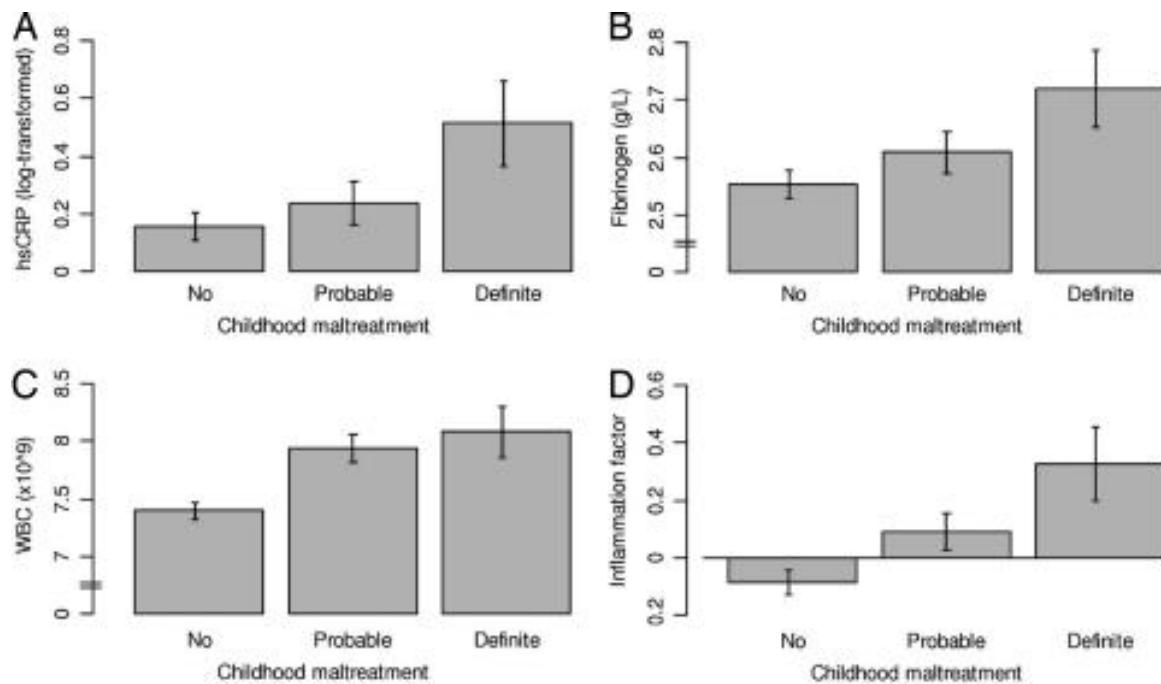 A
hsCRP (log-transformed)
0.8
0.6
0.4
0.2
0
No Probable Definite
Childhood maltreatment
B
Fibrinogen (g/L)
2.8
2.7
2.6
2.5
0
No Probable Definite
Childhood maltreatment
C
WBC (x10^9)
8.5
8
7.5
7
0
No Probable Definite
Childhood maltreatment
D
Inflammation factor
0.6
0.4
0.2
0
0.2
No Probable Definite
Childhood maltreatment